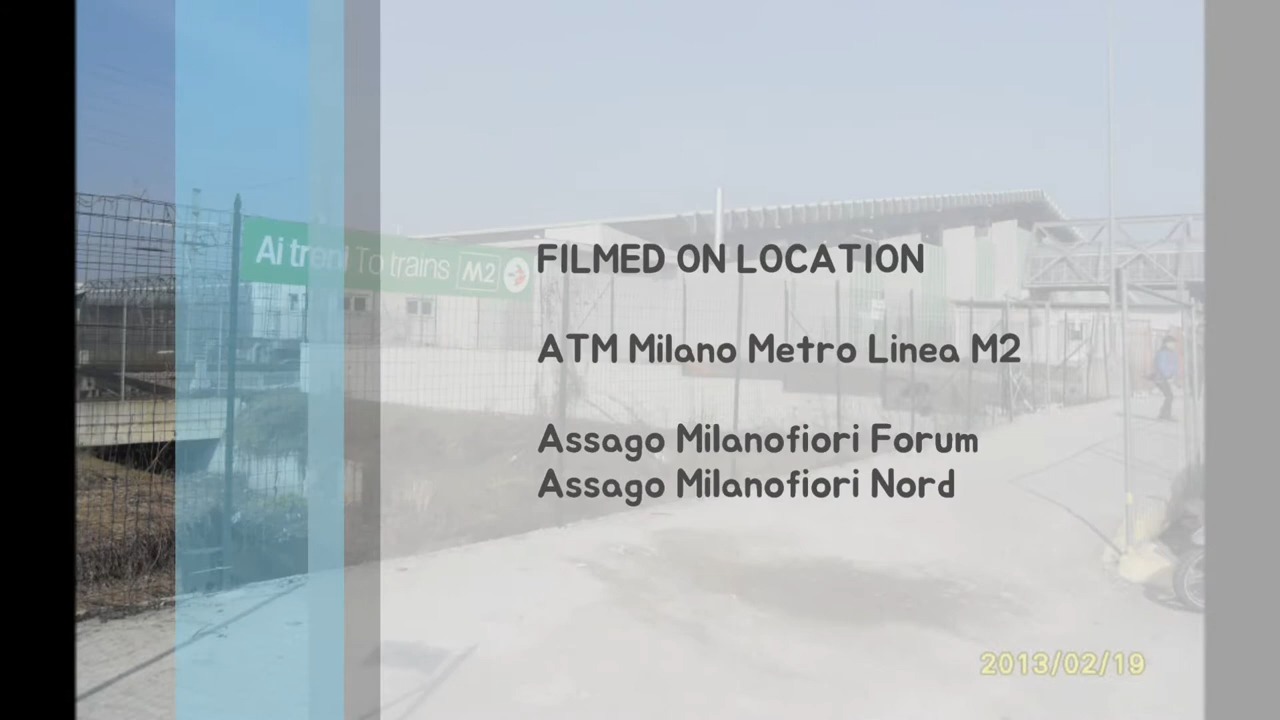 Ai treni To trains M2
FILMED ON LOCATION
ATM Milano Metro Linea M2
Assago Milanofiori Forum
Assago Milanofiori Nord
2013/02/19